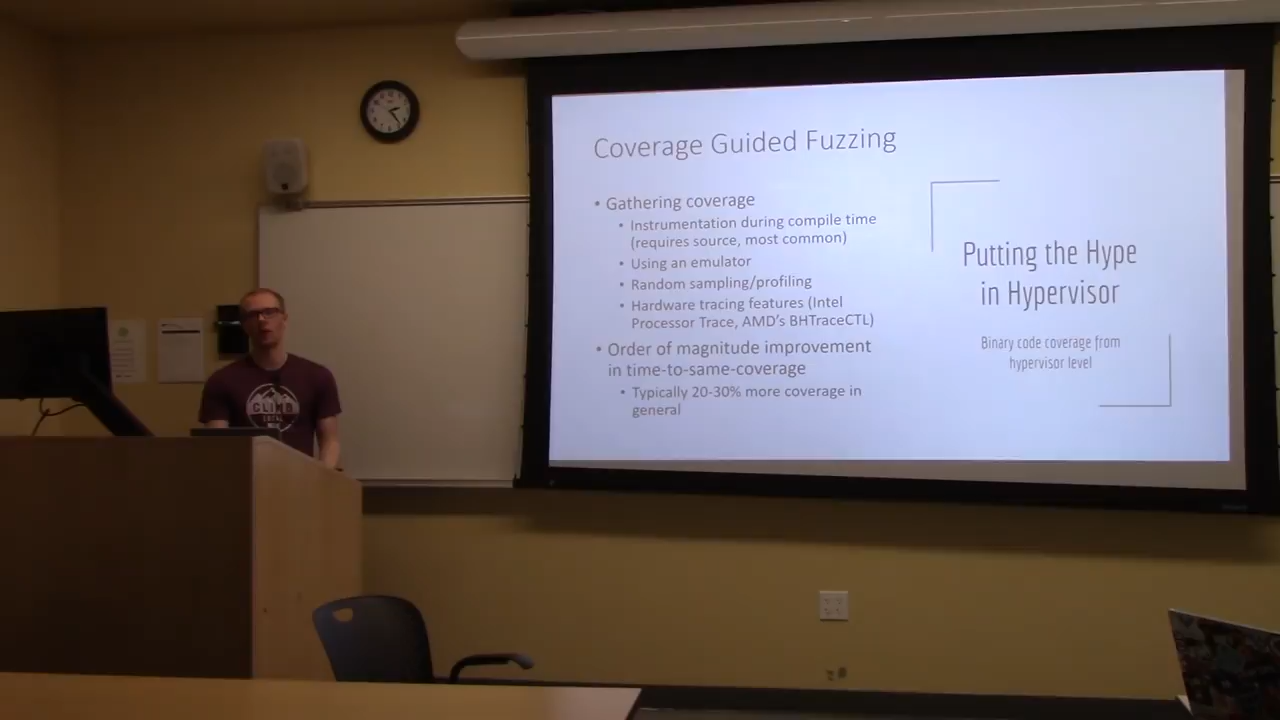 Coverage Guided Fuzzing
• Gathering coverage
• Instrumentation during compile time
(requires source, most common)
• Using an emulator
• Random sampling/profiling
• Hardware tracing features (Intel
Processor Trace, AMD's BHTraceCTL)
• Order of magnitude improvement
in time-to-same-coverage
• Typically 20-30% more coverage in
general
Putting the Hype
in Hypervisor
Binary code coverage from
hypervisor level
CLIMB